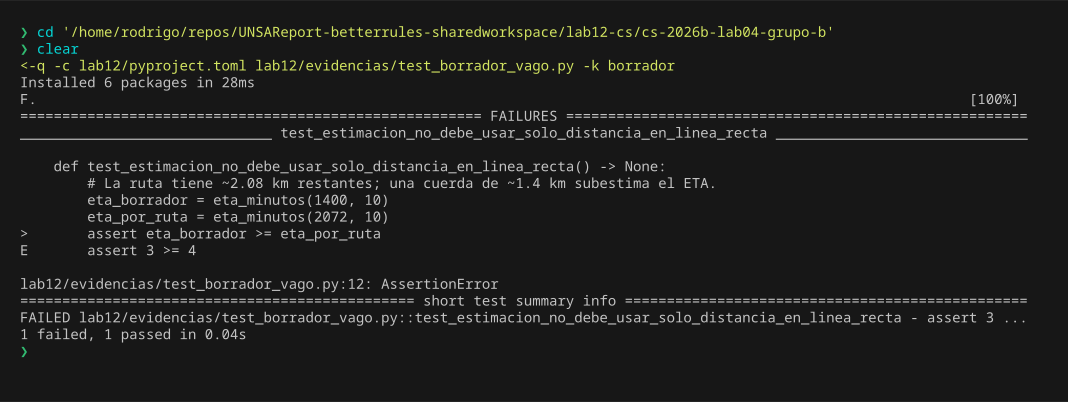 ❯ cd '/home/rodrigo/repos/UNSAReport-betterrules-sharedworkspace/lab12-cs/cs-2026b-lab04-grupo-b'
❯ clear
<-q -c lab12/pyproject.toml lab12/evidencias/test_borrador_vago.py -k borrador
Installed 6 packages in 28ms
F. [100%]
======================================================= FAILURES =======================================================
______________________________ test_estimacion_no_debe_usar_solo_distancia_en_linea_recta ______________________________
def test_estimacion_no_debe_usar_solo_distancia_en_linea_recta() -> None:
# La ruta tiene ~2.08 km restantes; una cuerda de ~1.4 km subestima el ETA.
eta_borrador = eta_minutos(1400, 10)
eta_por_ruta = eta_minutos(2072, 10)
> assert eta_borrador >= eta_por_ruta
E assert 3 >= 4
lab12/evidencias/test_borrador_vago.py:12: AssertionError
=============================================== short test summary info ================================================
FAILED lab12/evidencias/test_borrador_vago.py::test_estimacion_no_debe_usar_solo_distancia_en_linea_recta - assert 3 ...
1 failed, 1 passed in 0.04s
❯